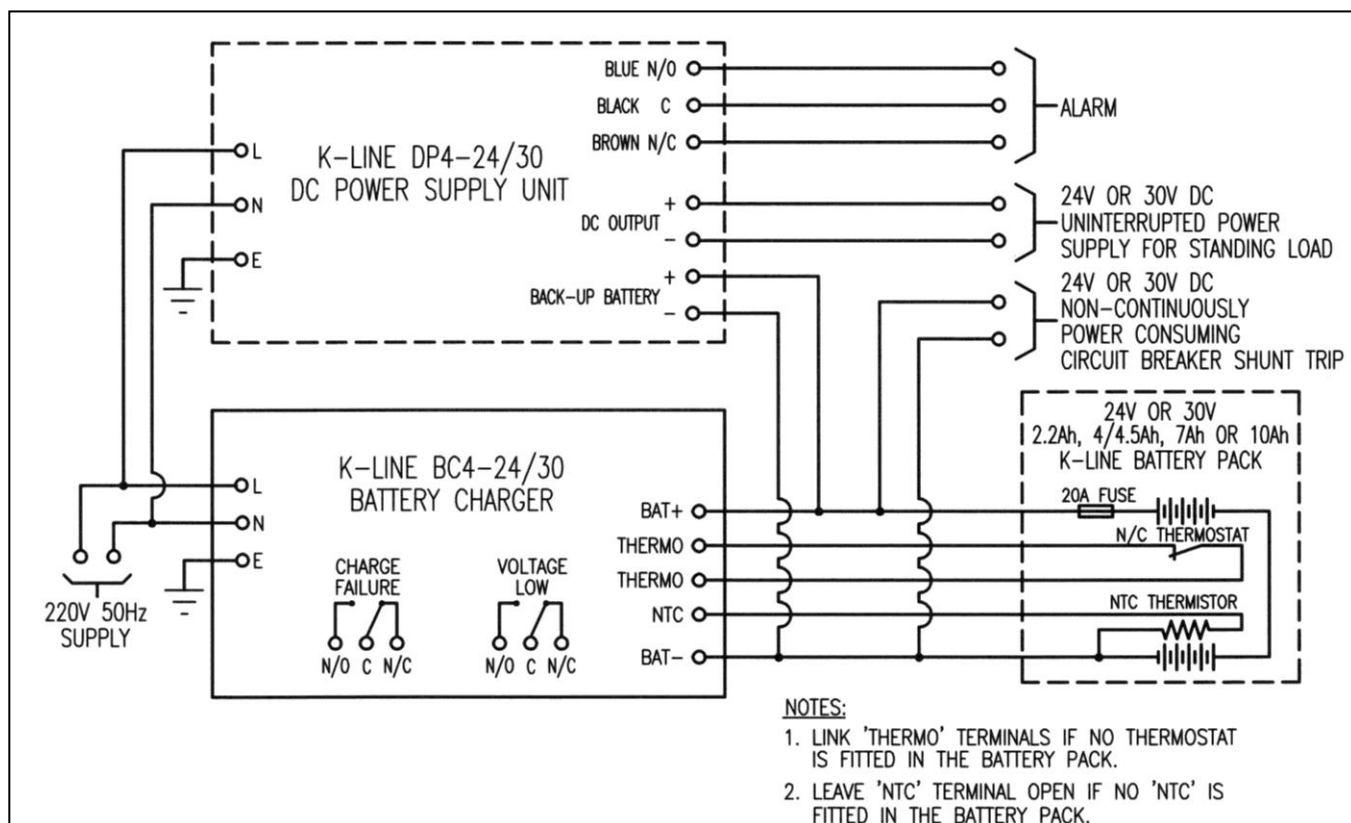 BLUE N/O
BLACK C
BROWN N/C
ALARM
L
N
E
K-LINE DP4-24/30
DC POWER SUPPLY UNIT
+
DC OUTPUT
-
+
BACK-UP BATTERY
-
24V OR 30V DC
UNINTERRUPTED POWER
SUPPLY FOR STANDING LOAD
24V OR 30V DC
NON-CONTINUOUSLY
POWER CONSUMING
CIRCUIT BREAKER SHUNT TRIP
K-LINE BC4-24/30
BATTERY CHARGER
L
N
E
220V 50Hz
SUPPLY
CHARGE
FAILURE
N/O C N/C
VOLTAGE
LOW
N/O C N/C
BAT+
THERMO
THERMO
NTC
BAT-
24V OR 30V
2.2Ah, 4/4.5Ah, 7Ah OR 10Ah
K-LINE BATTERY PACK
20A FUSE
N/C THERMOSTAT
NTC THERMISTOR
NOTES:
1. LINK 'THERMO' TERMINALS IF NO THERMOSTAT
IS FITTED IN THE BATTERY PACK.
2. LEAVE 'NTC' TERMINAL OPEN IF NO 'NTC' IS
FITTED IN THE BATTERY PACK.